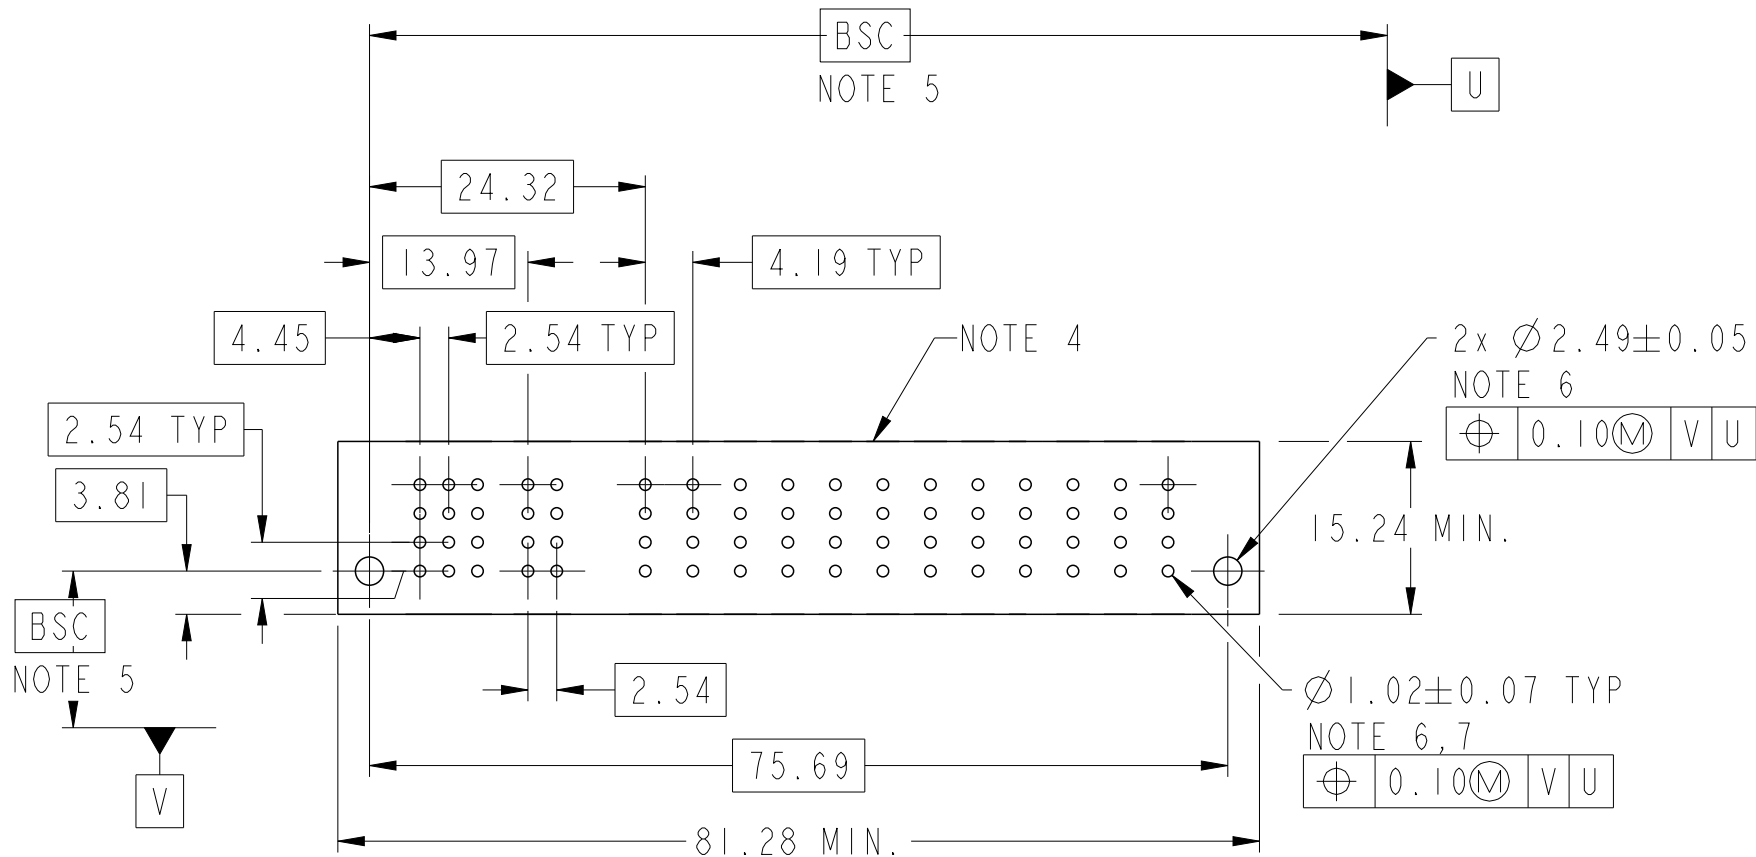 BSC
NOTE 5
U
24.32
13.97
4.19 TYP
4.45
2.54 TYP
NOTE 4
2x Ø2.49±0.05
NOTE 6
⌖ 0.10Ⓜ V U
2.54 TYP
3.81
15.24 MIN.
BSC
NOTE 5
2.54
Ø1.02±0.07 TYP
NOTE 6,7
⌖ 0.10Ⓜ V U
75.69
V
81.28 MIN.